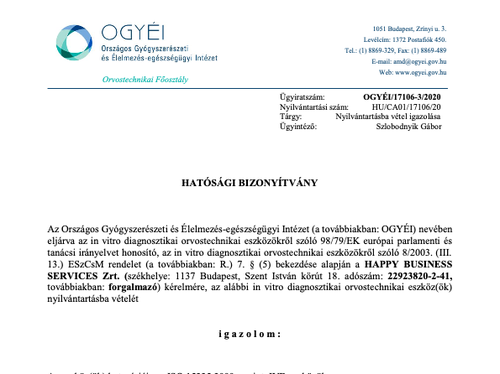 OGYÉI
Országos Gyógyszerészeti
és Élelmezés-egészségügyi Intézet
Orvostechnikai Főosztály
1051 Budapest, Zrínyi u. 3.
Levélcím: 1372 Postafiók 450.
Tel.: (1) 8869-329, Fax: (1) 8869-489
E-mail: amd@ogyei.gov.hu
Web: www.ogyei.gov.hu
Ügyiratszám: OGYÉI/17106-3/2020
Nyilvántartási szám: HU/CA01/17106/20
Tárgy: Nyilvántartásba vétel igazolása
Ügyintéző: Szlobodnyik Gábor
HATÓSÁGI BIZONYÍTVÁNY
Az Országos Gyógyszerészeti és Élelmezés-egészségügyi Intézet (a továbbiakban: OGYÉI) nevében
eljárva az in vitro diagnosztikai orvostechnikai eszközökről szóló 98/79/EK európai parlamenti és
tanácsi irányelvet honosító, az in vitro diagnosztikai orvostechnikai eszközökről szóló 8/2003. (III.
13.) ESzCsM rendelet (a továbbiakban: R.) 7. § (5) bekezdése alapján a HAPPY BUSINESS
SERVICES Zrt. (székhelye: 1137 Budapest, Szent István körút 18. adószám: 22923820-2-41,
továbbiakban: forgalmazó) kérelmére, az alábbi in vitro diagnosztikai orvostechnikai eszköz(ök)
nyilvántartásba vételét
igazolom: